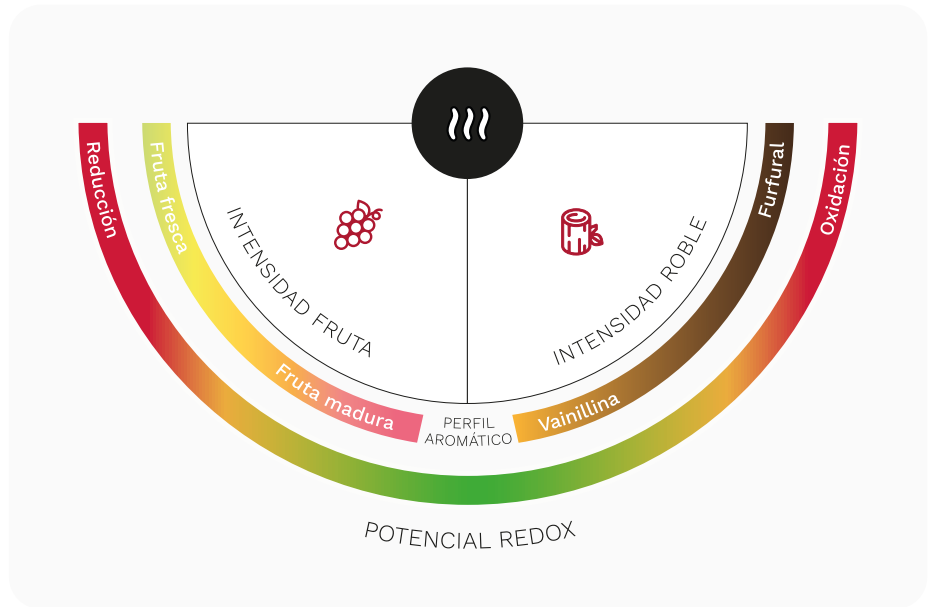 Reducción
Fruta fresca
INTENSIDAD FRUTA
INTENSIDAD ROBLE
Furfural
Oxidación
Fruta madura
PERFIL
AROMÁTICO
Vainillina
POTENCIAL REDOX